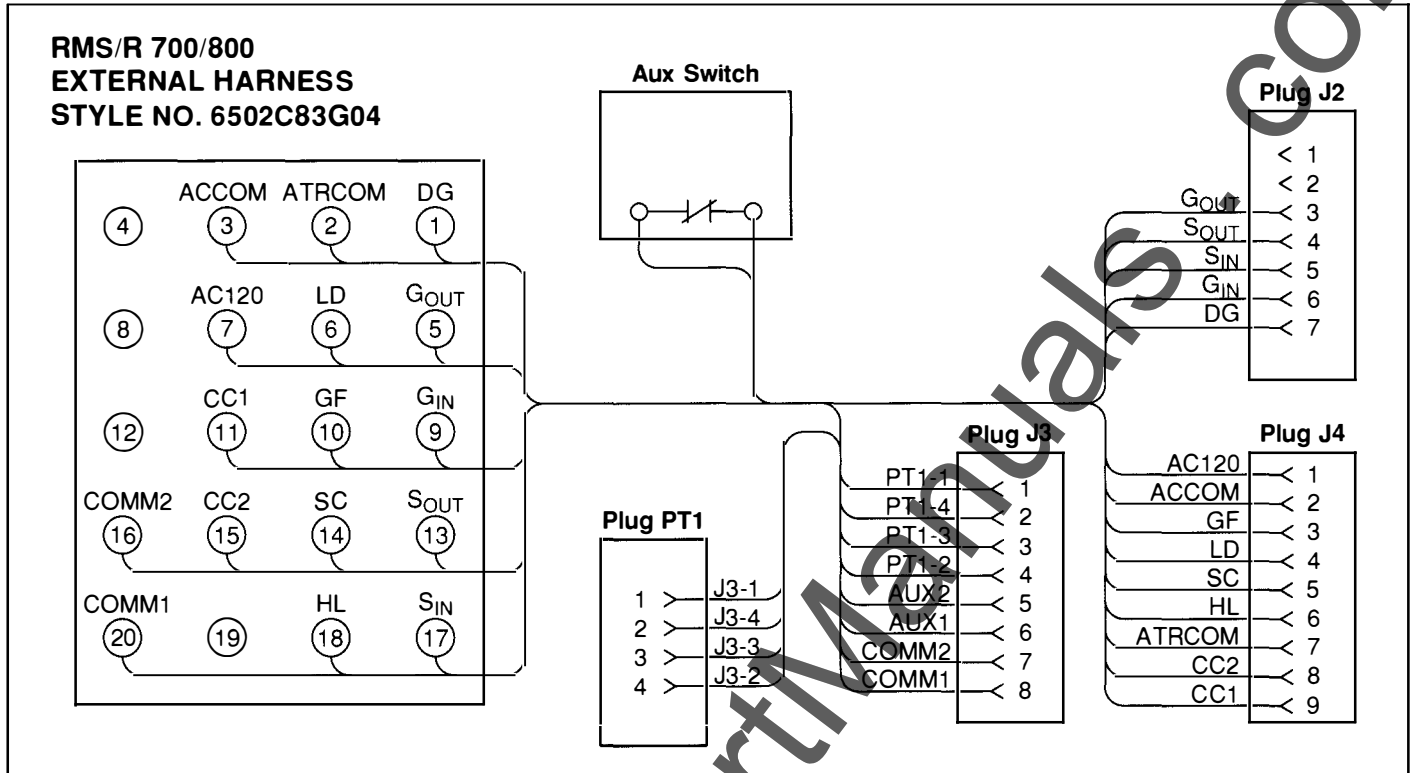 RMS/R 700/800
EXTERNAL HARNESS
STYLE NO. 6502C83G04
ACCOM ATRCOM DG
4 3 2 1
AC120 LD GOUT
8 7 6 5
CC1 GF GIN
12 11 10 9
COMM2 CC2 SC SOUT
16 15 14 13
COMM1 HL SIN
20 19 18 17
Aux Switch
Plug PT1
1 J3-1
2 J3-4
3 J3-3
4 J3-2
Plug J3
PT1-1 1
PT1-4 2
PT1-3 3
PT1-2 4
AUX2 5
AUX1 6
COMM2 7
COMM1 8
Plug J2
1
2
GOUT 3
SOUT 4
SIN 5
GIN 6
DG 7
Plug J4
AC120 1
ACCOM 2
GF 3
LD 4
SC 5
HL 6
ATRCOM 7
CC2 8
CC1 9
rtManuals.co